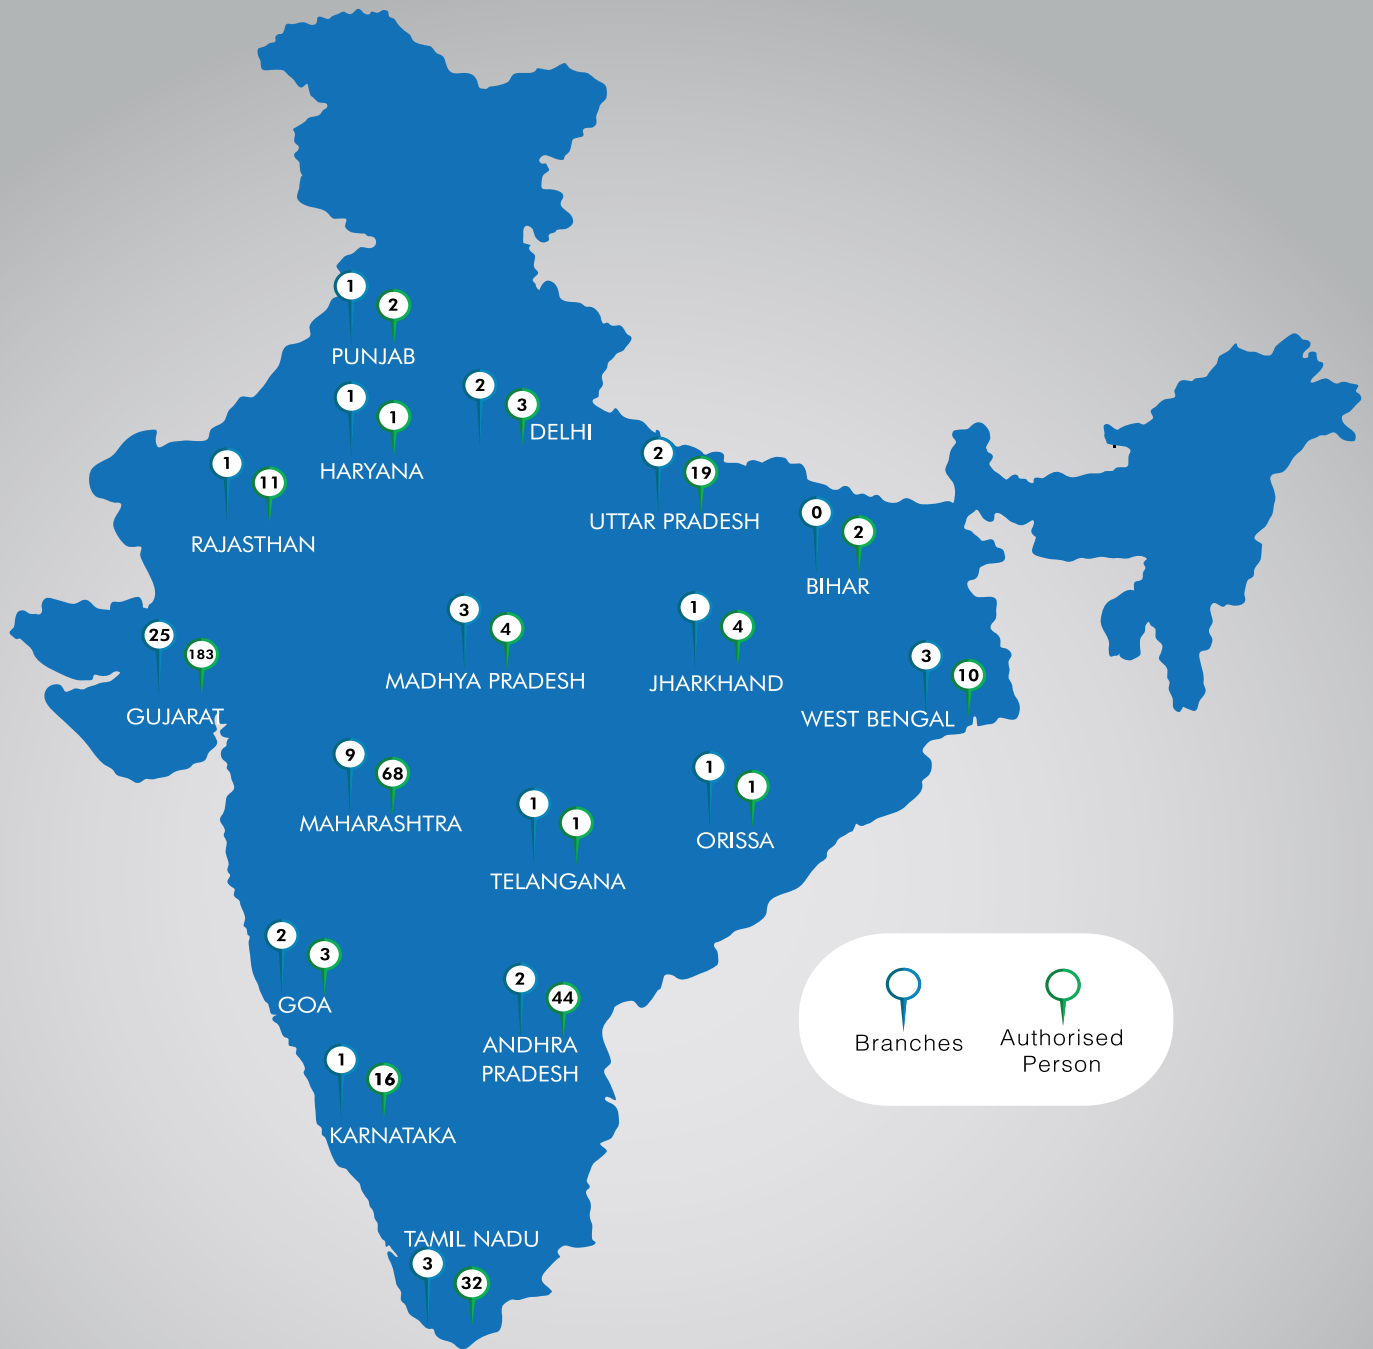 1
2
PUNJAB
1
1
HARYANA
2
3
DELHI
1
11
RAJASTHAN
2
19
UTTAR PRADESH
0
2
BIHAR
25
183
GUJARAT
3
4
MADHYA PRADESH
1
4
JHARKHAND
3
10
WEST BENGAL
9
68
MAHARASHTRA
1
1
TELANGANA
1
1
ORISSA
2
3
GOA
2
44
ANDHRA
PRADESH
1
16
KARNATAKA
TAMIL NADU
3
32
Branches
Authorised
Person